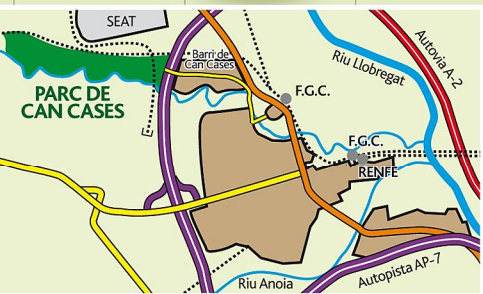 SEAT
Barri de
Can Cases
PARC DE
CAN CASES
F.G.C.
Riu Llobregat
Autovia A-2
F.G.C.
RENFE
Riu Anoia
Autopista AP-7